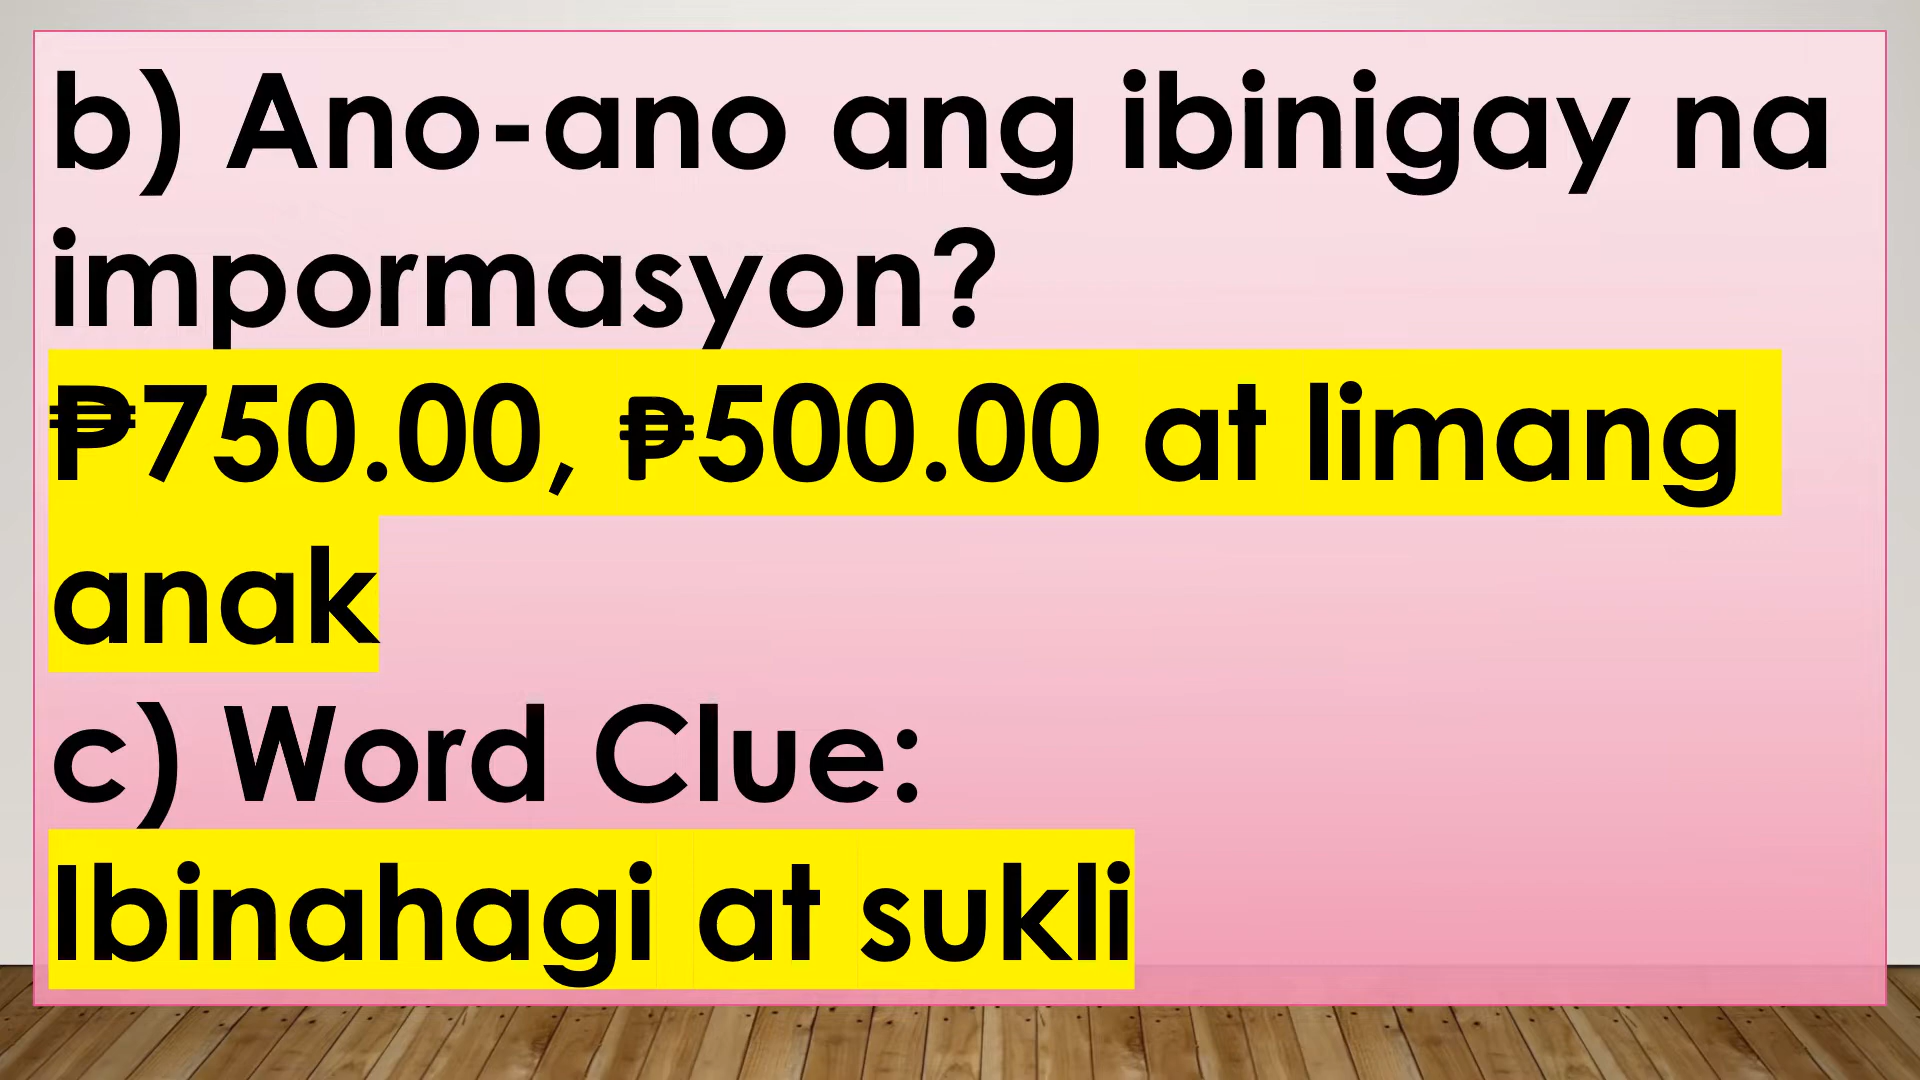 b) Ano-ano ang ibinigay na
impormasyon?
₱750.00, ₱500.00 at limang
anak
c) Word Clue:
Ibinahagi at sukli